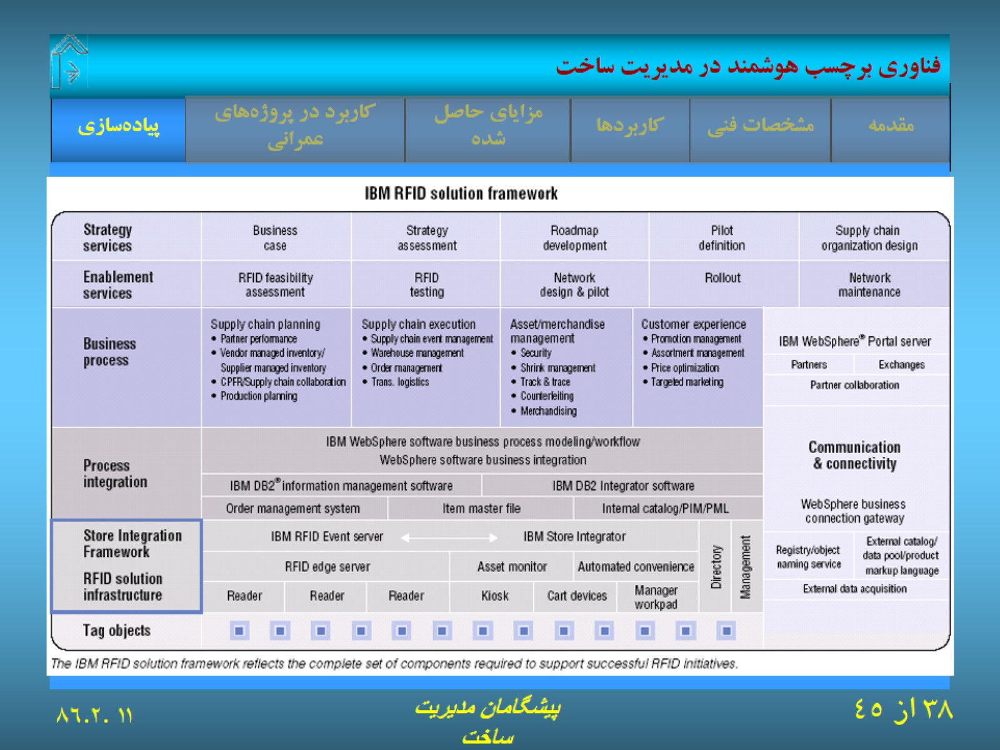 فناوری برچسب هوشمند در مدیریت ساخت
مقدمه
مشخصات فنی
کاربردها
مزایای حاصل
شده
کاربرد در پروژه‌های
عمرانی
پیاده‌سازی
IBM RFID solution framework
Strategy
services
Business
case
Strategy
assessment
Roadmap
development
Pilot
definition
Supply chain
organization design
Enablement
services
RFID feasibility
assessment
RFID
testing
Network
design & pilot
Rollout
Network
maintenance
Business
process
Supply chain planning
• Partner performance
• Vendor managed inventory/
Supplier managed inventory
• CPFR/Supply chain collaboration
• Production planning
Supply chain execution
• Supply chain event management
• Warehouse management
• Order management
• Trans. logistics
Asset/merchandise
management
• Security
• Shrink management
• Track & trace
• Counterfeiting
• Merchandising
Customer experience
• Promotion management
• Assortment management
• Price optimization
• Targeted marketing
IBM WebSphere® Portal server
Partners
Exchanges
Partner collaboration
Communication
& connectivity
WebSphere business
connection gateway
Registry/object
naming service
External catalog/
data pool/product
markup language
External data acquisition
Process
integration
IBM WebSphere software business process modeling/workflow
WebSphere software business integration
IBM DB2® information management software
IBM DB2 Integrator software
Order management system
Item master file
Internal catalog/PIM/PML
Store Integration
Framework
RFID solution
infrastructure
IBM RFID Event server
IBM Store Integrator
RFID edge server
Asset monitor
Automated convenience
Reader
Reader
Reader
Kiosk
Cart devices
Manager
workpad
Directory
Management
Tag objects
The IBM RFID solution framework reflects the complete set of components required to support successful RFID initiatives.
٣٨ از ٤٥
پیشگامان مدیریت
ساخت
٨٦.٢. ١١